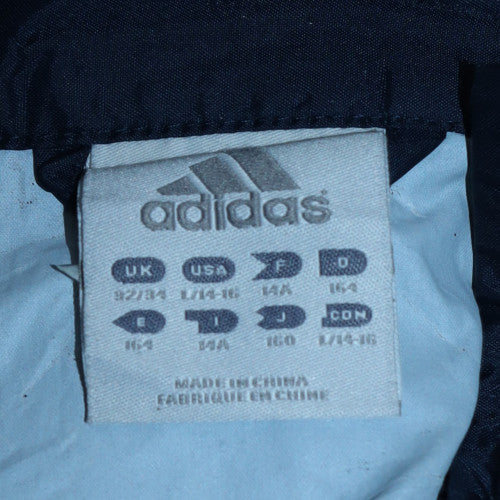 adidas
UK USA F D
32/34 L/14-16 14A 164
E I J CDN
164 14A 160 L/14-16
MADE IN CHINA
FABRIQUE EN CHINE